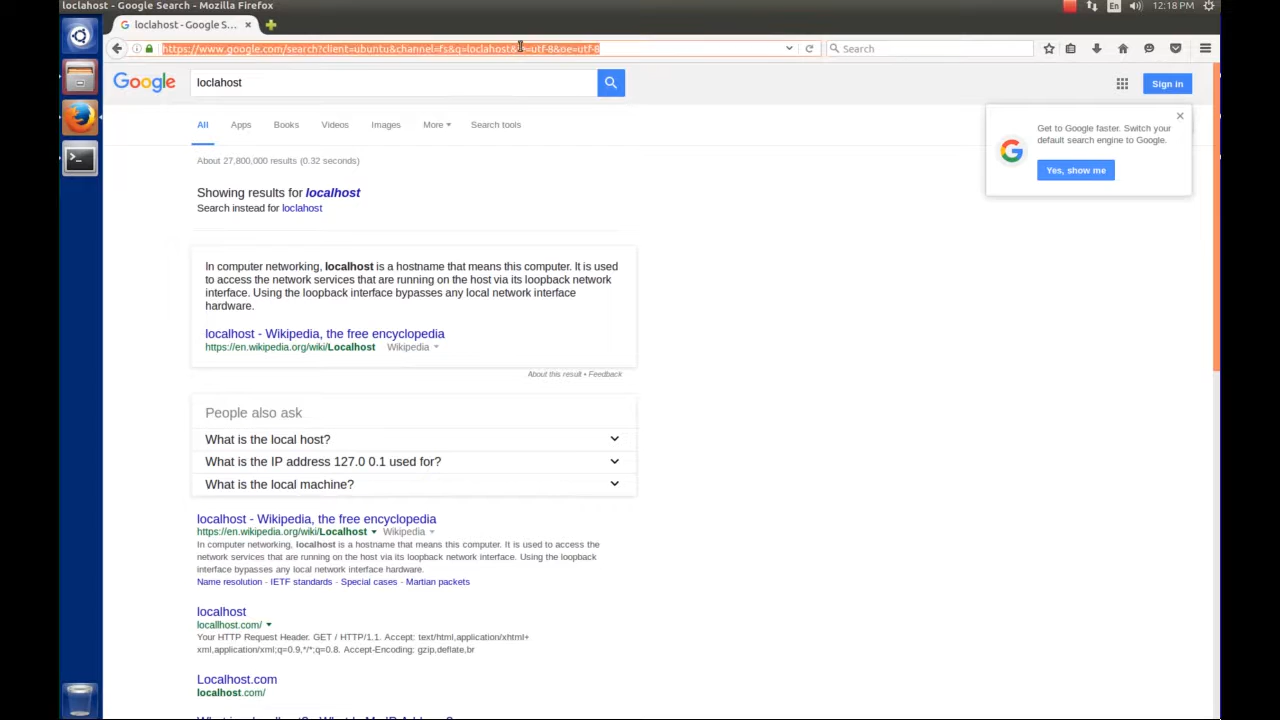 loclahost - Google Search - Mozilla Firefox
En
12:18 PM
loclahost - Google S...
https://www.google.com/search?client=ubuntu&channel=fs&q=loclahost&ie=utf-8&oe=utf-8
Search
Google
loclahost
Sign in
All
Apps
Books
Videos
Images
More
Search tools
Get to Google faster. Switch your
default search engine to Google.
Yes, show me
About 27,800,000 results (0.32 seconds)
Showing results for localhost
Search instead for loclahost
In computer networking, localhost is a hostname that means this computer. It is used
to access the network services that are running on the host via its loopback network
interface. Using the loopback interface bypasses any local network interface
hardware.
localhost - Wikipedia, the free encyclopedia
https://en.wikipedia.org/wiki/Localhost Wikipedia
About this result • Feedback
People also ask
What is the local host?
What is the IP address 127.0 0.1 used for?
What is the local machine?
localhost - Wikipedia, the free encyclopedia
https://en.wikipedia.org/wiki/Localhost Wikipedia
In computer networking, localhost is a hostname that means this computer. It is used to access the
network services that are running on the host via its loopback network interface. Using the loopback
interface bypasses any local network interface hardware.
Name resolution - IETF standards - Special cases - Martian packets
localhost
locallhost.com/
Your HTTP Request Header. GET / HTTP/1.1. Accept: text/html,application/xhtml+
xml,application/xml;q=0.9,*/*;q=0.8. Accept-Encoding: gzip,deflate,br
Localhost.com
localhost.com/